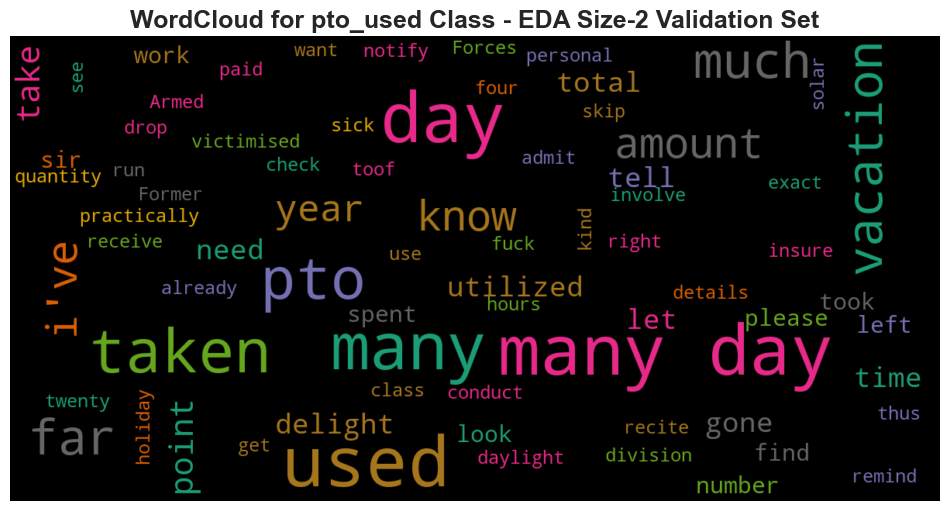 WordCloud for pto_used Class - EDA Size-2 Validation Set
take
see
work
paid
want
notify
Forces
personal
much
solar
vacation
Armed
four
total
skip
drop
victimised
sick
day
amount
sir
quantity
run
check
toof
admit
tell
involve
exact
Former
practically
year
know
kind
receive
need
use
fuck
right
insure
i've
already
pto
utilized
hours
details
took
spent
let
please
left
taken
many
many day
time
twenty
holiday
class
conduct
thus
far
point
delight
look
recite
gone
get
used
daylight
division
find
number
remind